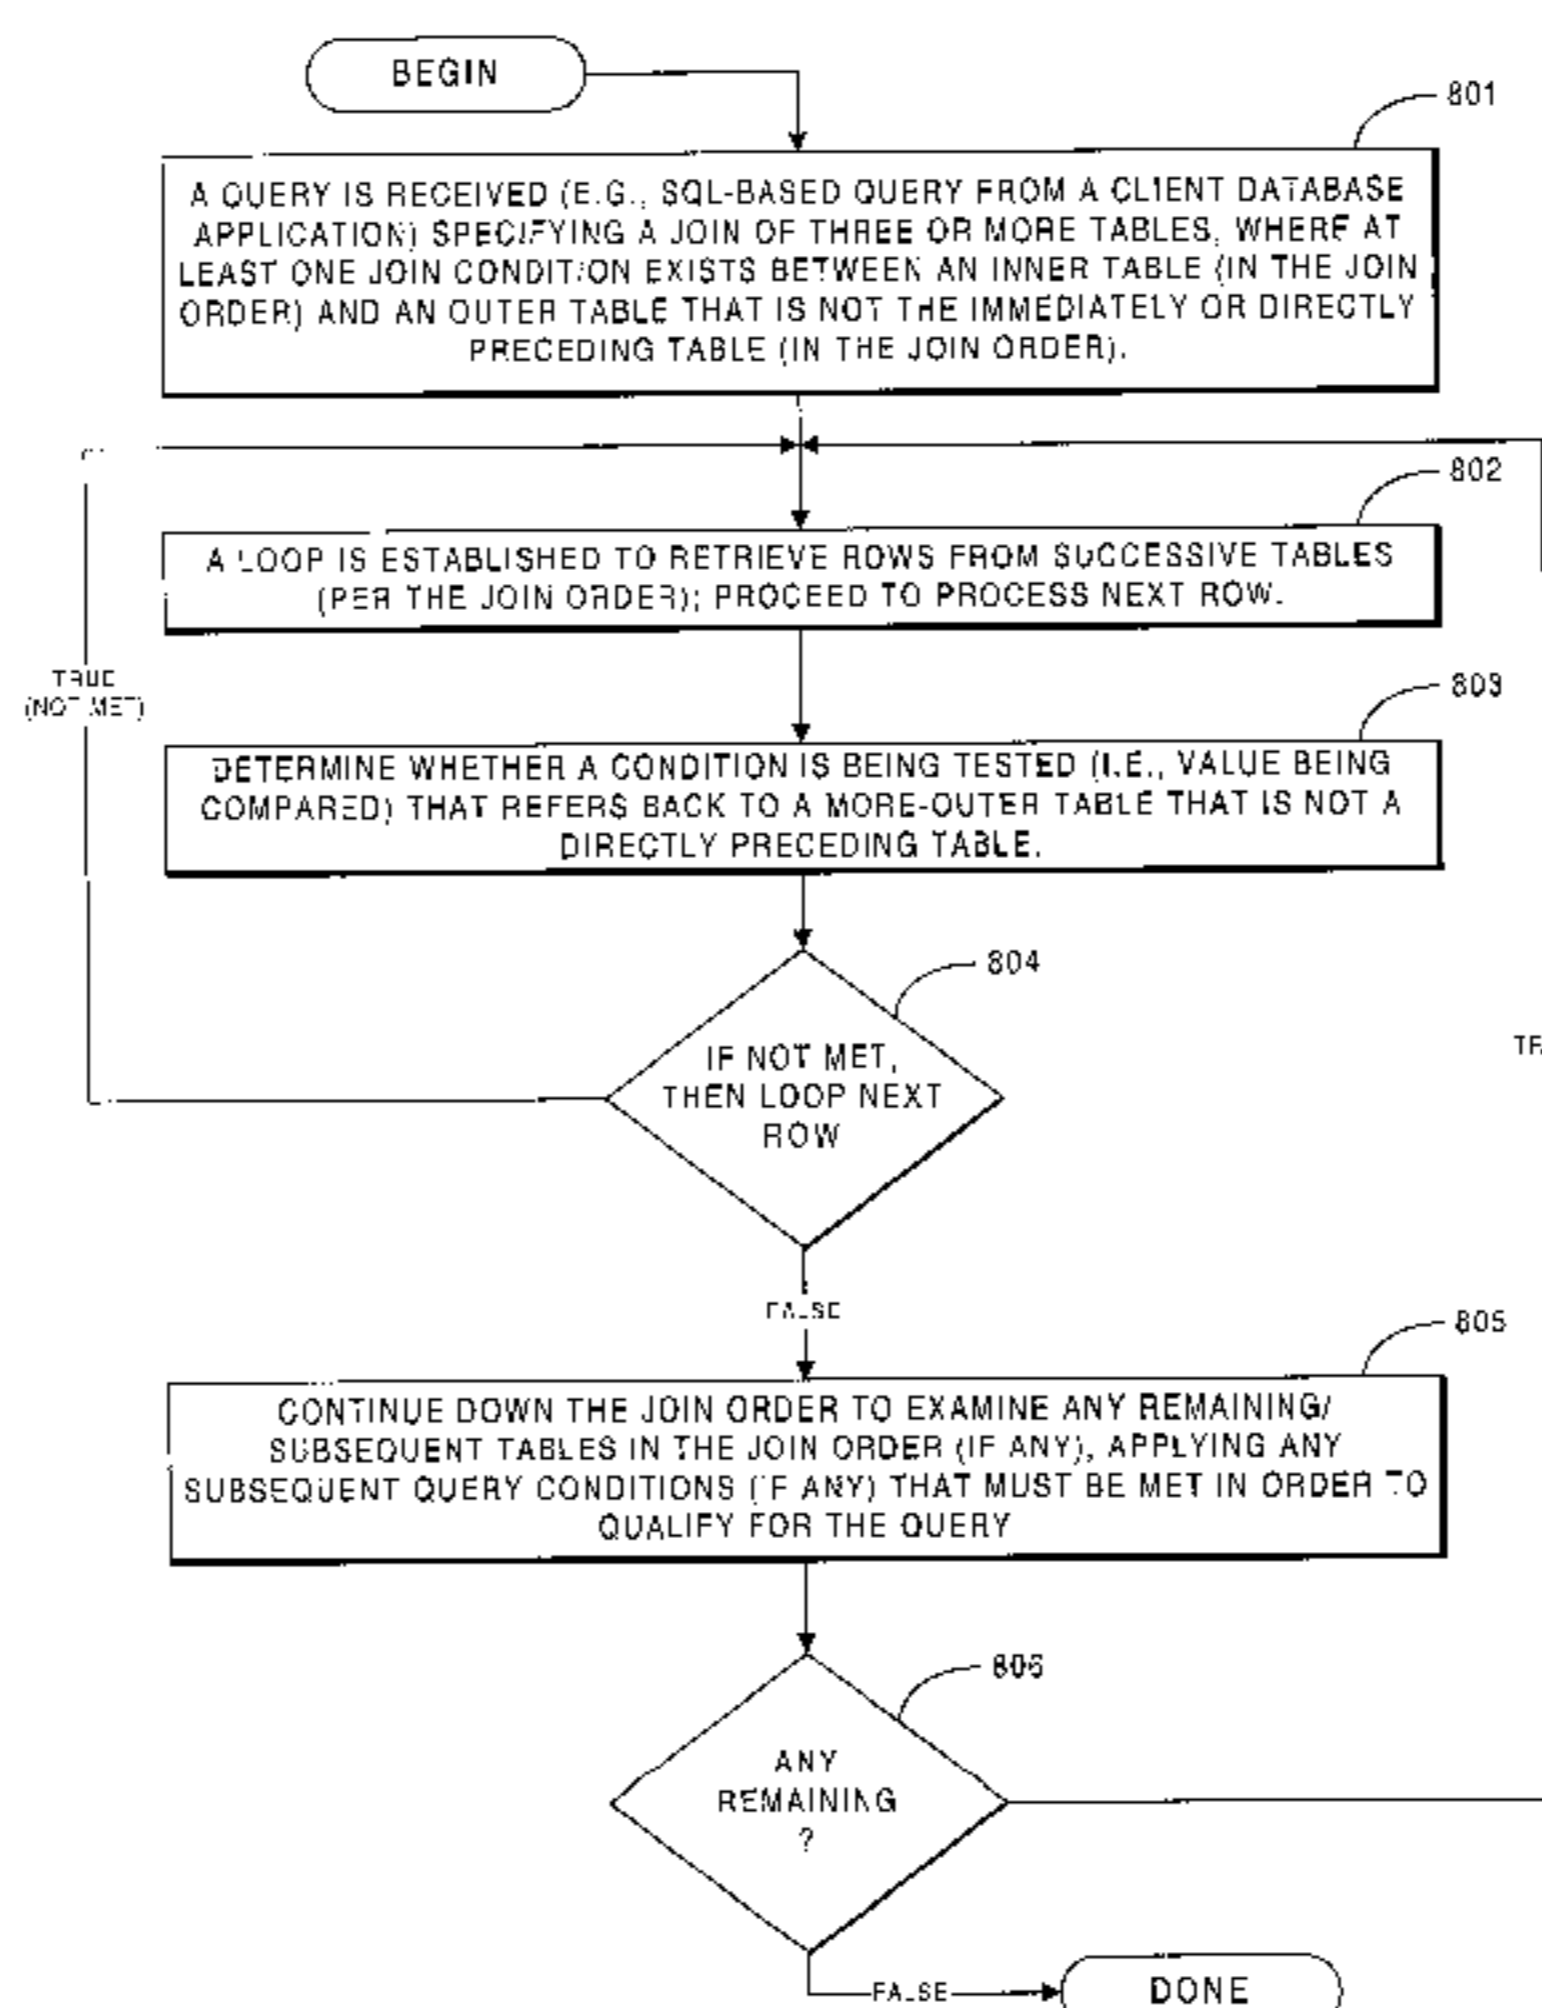 BEGIN
801
A QUERY IS RECEIVED (E.G., SQL-BASED QUERY FROM A CLIENT DATABASE
APPLICATION) SPECIFYING A JOIN OF THREE OR MORE TABLES, WHERE AT
LEAST ONE JOIN CONDITION EXISTS BETWEEN AN INNER TABLE (IN THE JOIN
ORDER) AND AN OUTER TABLE THAT IS NOT THE IMMEDIATELY OR DIRECTLY
PRECEDING TABLE (IN THE JOIN ORDER).
802
A LOOP IS ESTABLISHED TO RETRIEVE ROWS FROM SUCCESSIVE TABLES
(PER THE JOIN ORDER); PROCEED TO PROCESS NEXT ROW.
TRUE
(NOT MET)
803
DETERMINE WHETHER A CONDITION IS BEING TESTED (I.E., VALUE BEING
COMPARED) THAT REFERS BACK TO A MORE-OUTER TABLE THAT IS NOT A
DIRECTLY PRECEDING TABLE.
804
IF NOT MET,
THEN LOOP NEXT
ROW
FALSE
805
CONTINUE DOWN THE JOIN ORDER TO EXAMINE ANY REMAINING/
SUBSEQUENT TABLES IN THE JOIN ORDER (IF ANY), APPLYING ANY
SUBSEQUENT QUERY CONDITIONS (IF ANY) THAT MUST BE MET IN ORDER TO
QUALIFY FOR THE QUERY
806
ANY
REMAINING
?
FALSE
DONE